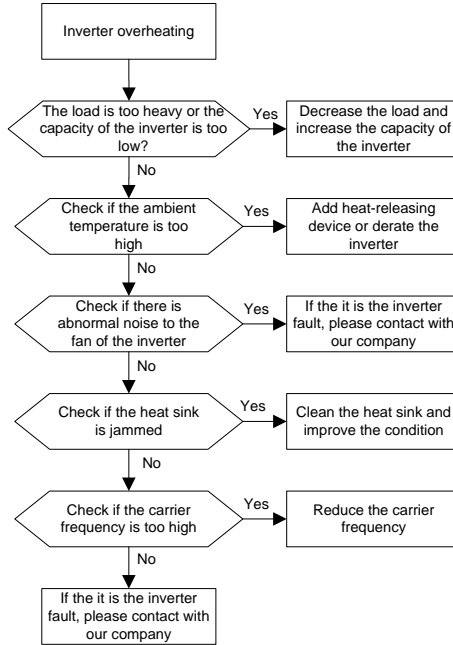 Inverter overheating
The load is too heavy or the
capacity of the inverter is too
low?
Yes
Decrease the load and
increase the capacity of
the inverter
No
Check if the ambient
temperature is too
high
Yes
Add heat-releasing
device or derate the
inverter
No
Check if there is
abnormal noise to the
fan of the inverter
Yes
If the it is the inverter
fault, please contact with
our company
No
Check if the heat sink
is jammed
Yes
Clean the heat sink and
improve the condition
No
Check if the carrier
frequency is too high
Yes
Reduce the carrier
frequency
No
If the it is the inverter
fault, please contact with
our company